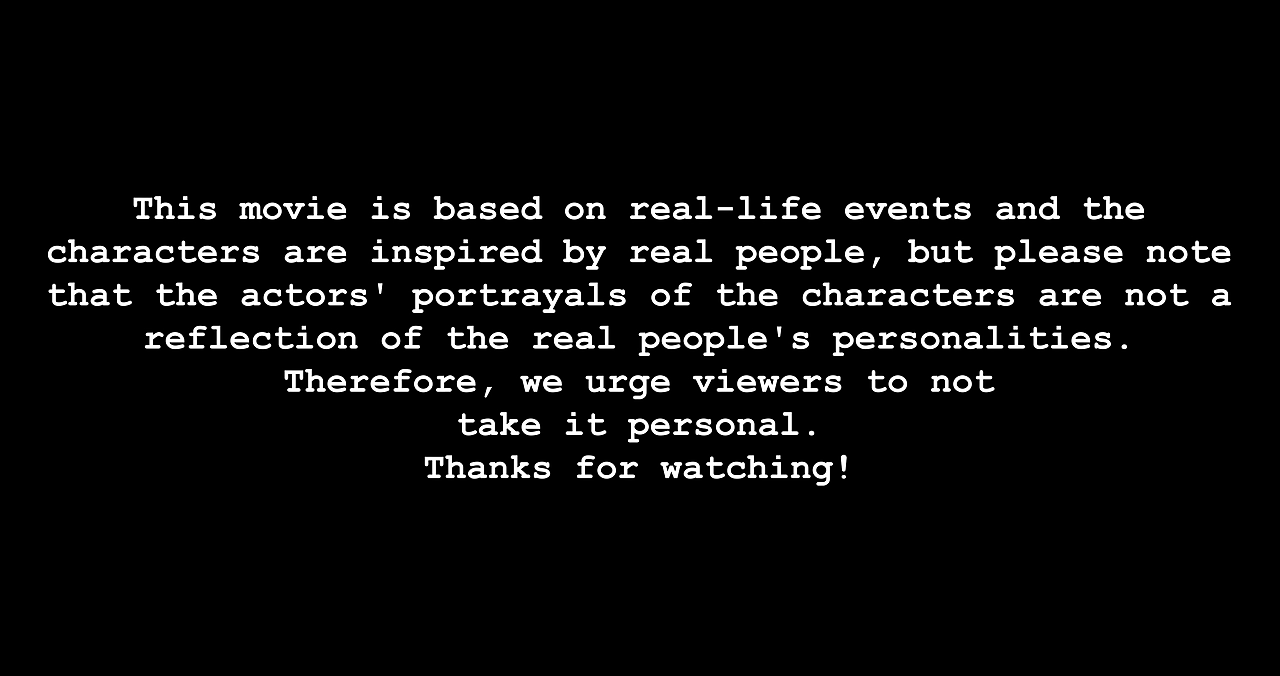 This movie is based on real-life events and the
characters are inspired by real people, but please note
that the actors' portrayals of the characters are not a
reflection of the real people's personalities.
Therefore, we urge viewers to not
take it personal.
Thanks for watching!